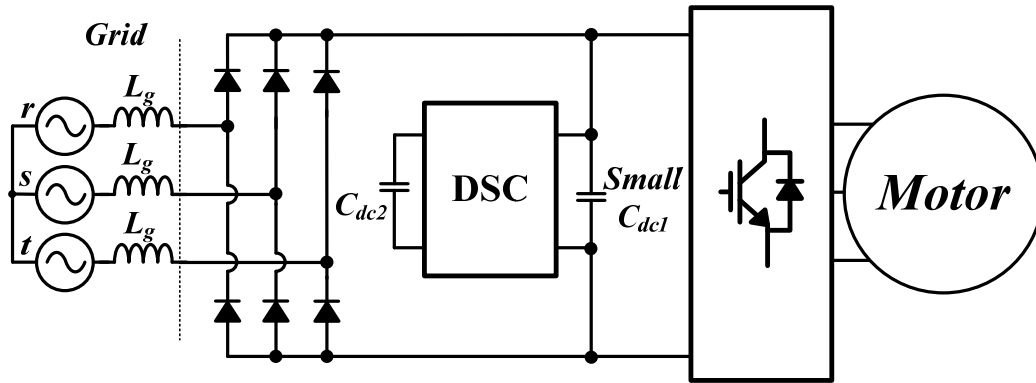 Grid
r
L_g
s
L_g
t
L_g
C_dc2
DSC
Small
C_dc1
Motor